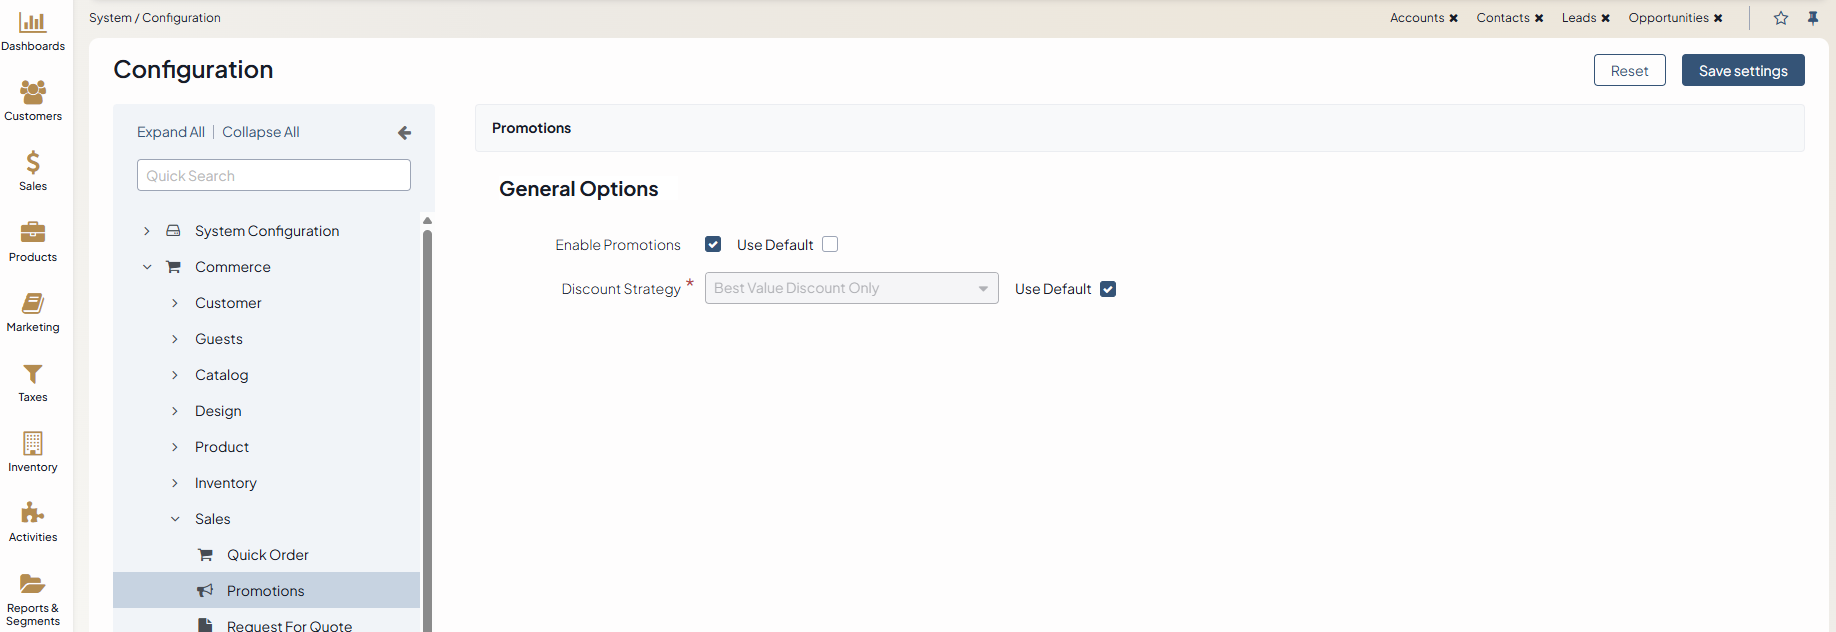 Dashboards
Customers
Sales
Products
Marketing
Taxes
Inventory
Activities
Reports &
Segments
System / Configuration
Accounts ✖ Contacts ✖ Leads ✖ Opportunities ✖
Configuration
Reset
Save settings
Expand All | Collapse All
Quick Search
System Configuration
Commerce
Customer
Guests
Catalog
Design
Product
Inventory
Sales
Quick Order
Promotions
Request For Quote
Promotions
General Options
Enable Promotions Use Default
Discount Strategy * Best Value Discount Only Use Default